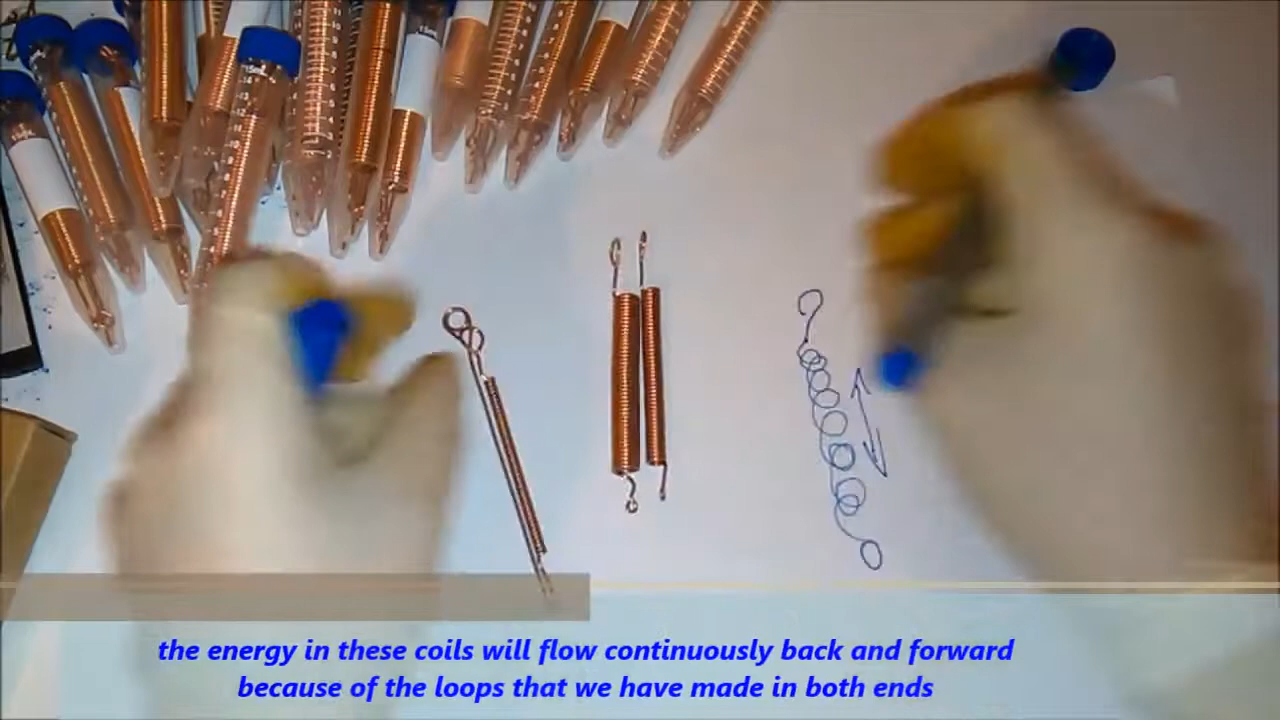 the energy in these coils will flow continuously back and forward
because of the loops that we have made in both ends